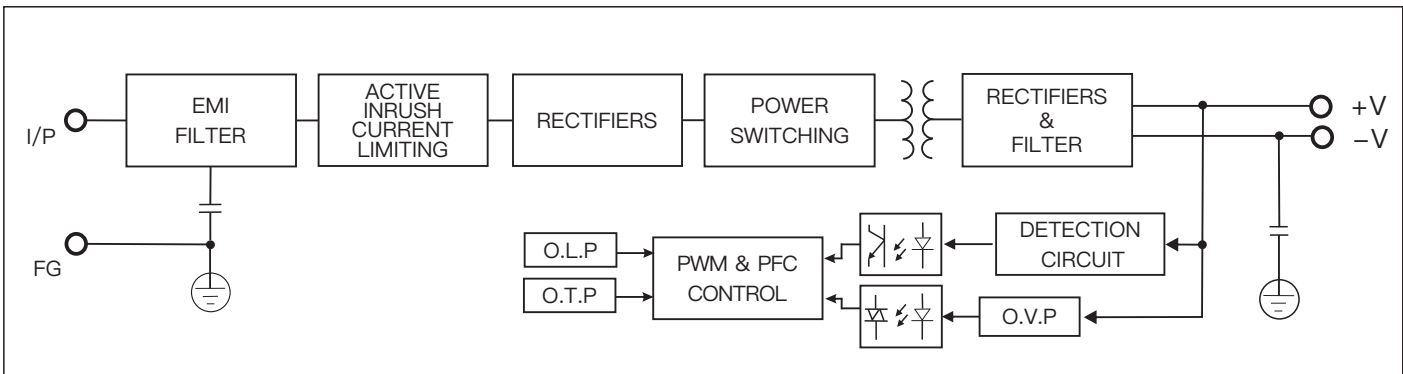 I/P
EMI
FILTER
ACTIVE
INRUSH
CURRENT
LIMITING
RECTIFIERS
POWER
SWITCHING
RECTIFIERS
&
FILTER
+V
−V
FG
O.L.P
O.T.P
PWM & PFC
CONTROL
DETECTION
CIRCUIT
O.V.P